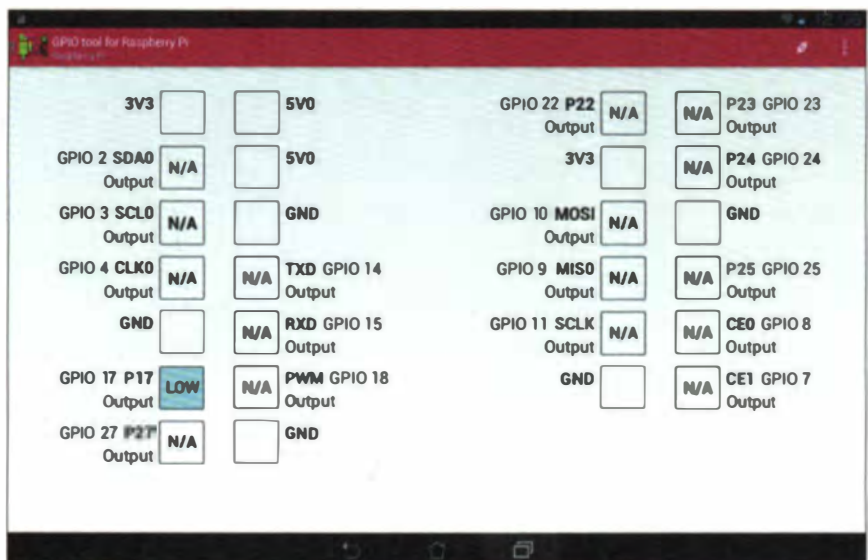 GPIO tool for Raspberry Pi
Raspberry Pi
3V3 5V0
GPIO 2 SDA0 N/A 5V0
Output
GPIO 3 SCL0 N/A GND
Output
GPIO 4 CLK0 N/A N/A TXD GPIO 14
Output Output
GND N/A RXD GPIO 15
Output
GPIO 17 P17 LOW N/A PWM GPIO 18
Output Output
GPIO 27 P27 N/A GND
Output
GPIO 22 P22 N/A N/A P23 GPIO 23
Output Output
3V3 N/A P24 GPIO 24
Output
GPIO 10 MOSI N/A GND
Output
GPIO 9 MIS0 N/A N/A P25 GPIO 25
Output Output
GPIO 11 SCLK N/A N/A CE0 GPIO 8
Output Output
GND N/A CE1 GPIO 7
Output